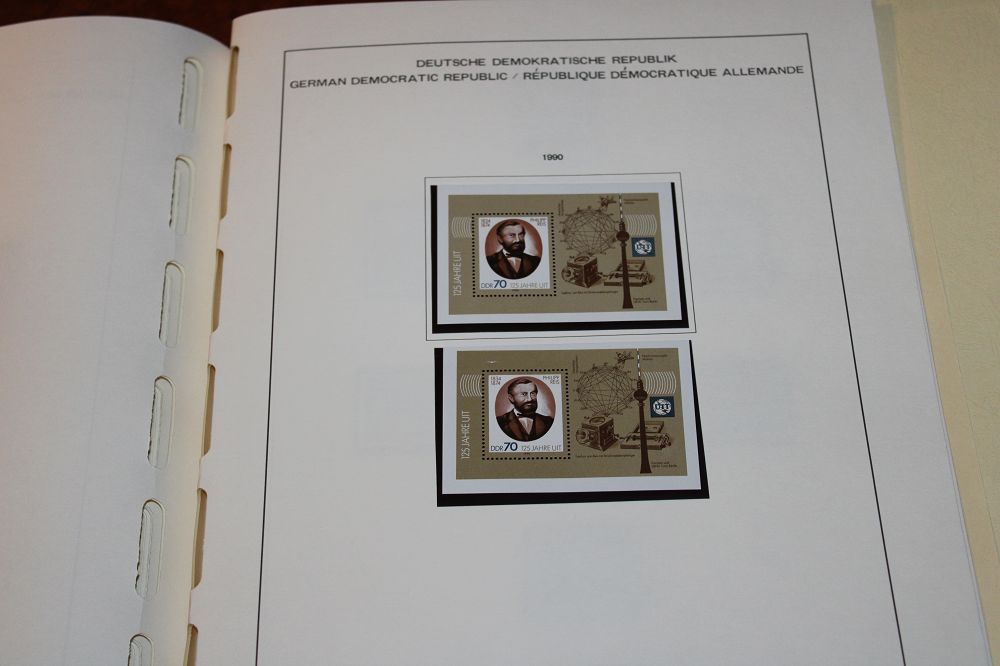 DEUTSCHE DEMOKRATISCHE REPUBLIK
GERMAN DEMOCRATIC REPUBLIC / RÉPUBLIQUE DÉMOCRATIQUE ALLEMANDE
1990
1834
1874
PHILIPP
REIS
125 JAHRE UIT
DDR 70 125 JAHRE UIT
1834
1874
PHILIPP
REIS
125 JAHRE UIT
DDR 70 125 JAHRE UIT